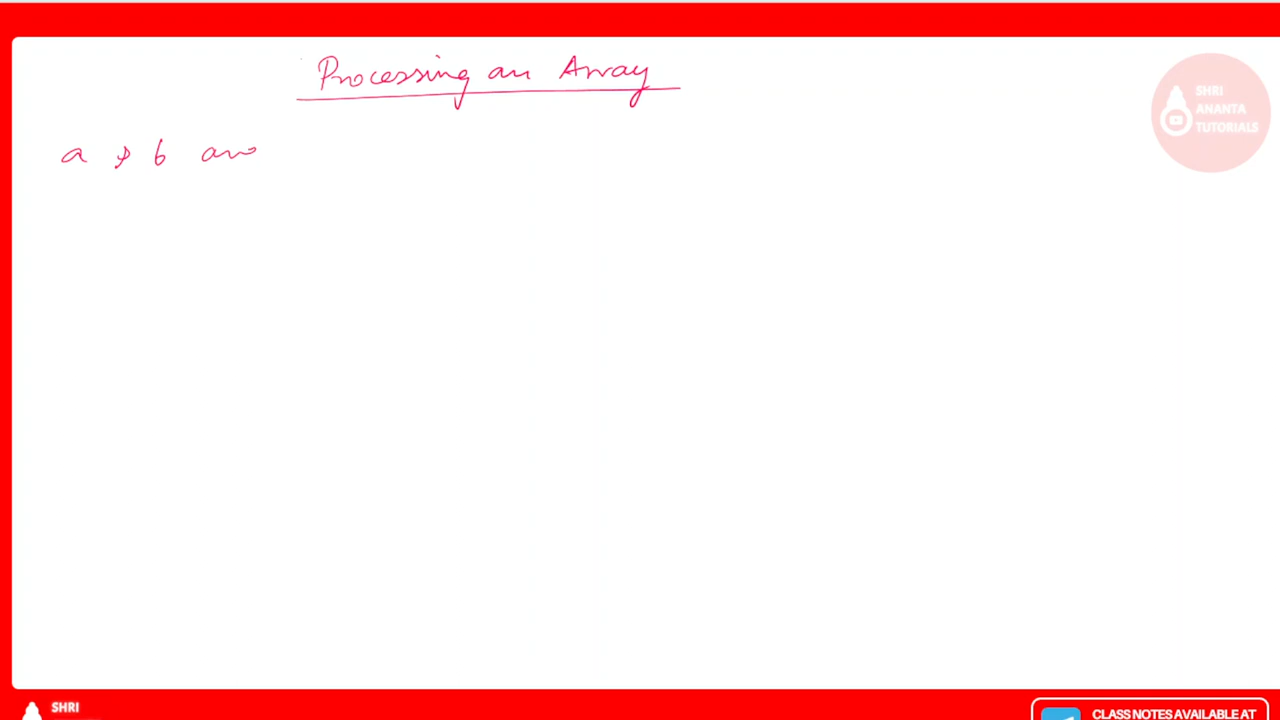 Processing an Array
a & b are
SHRI
ANANTA
TUTORIALS
SHRI
CLASS NOTES AVAILABLE AT